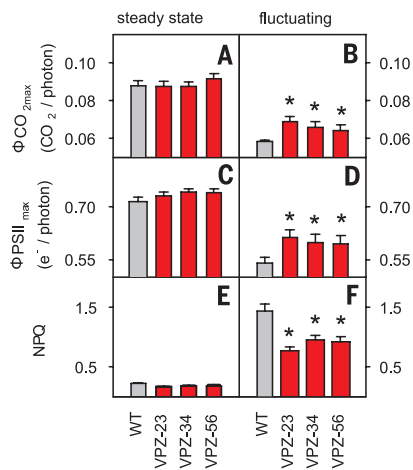 steady state fluctuating
A B
ΦCO2max
(CO2 / photon)
0.10 0.10
0.08 0.08
0.06 0.06
* * *
C D
ΦPSIImax
(e- / photon)
0.70 0.70
0.55 0.55
* * *
E F
NPQ
1.5 1.5
0.5 0.5
* * *
WT VPZ-23 VPZ-34 VPZ-56 WT VPZ-23 VPZ-34 VPZ-56